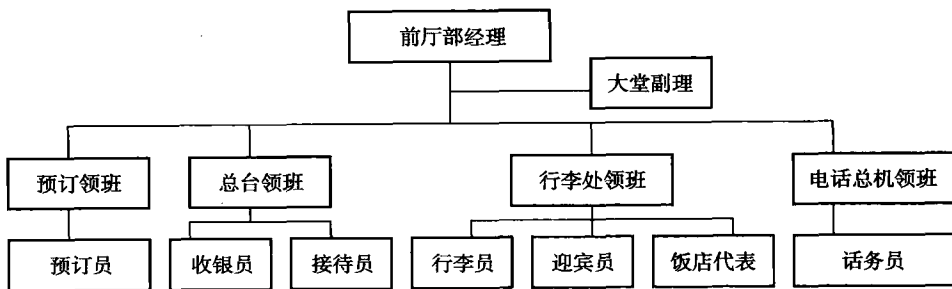 前厅部经理
大堂副理
预订领班
总台领班
行李处领班
电话总机领班
预订员
收银员
接待员
行李员
迎宾员
饭店代表
话务员